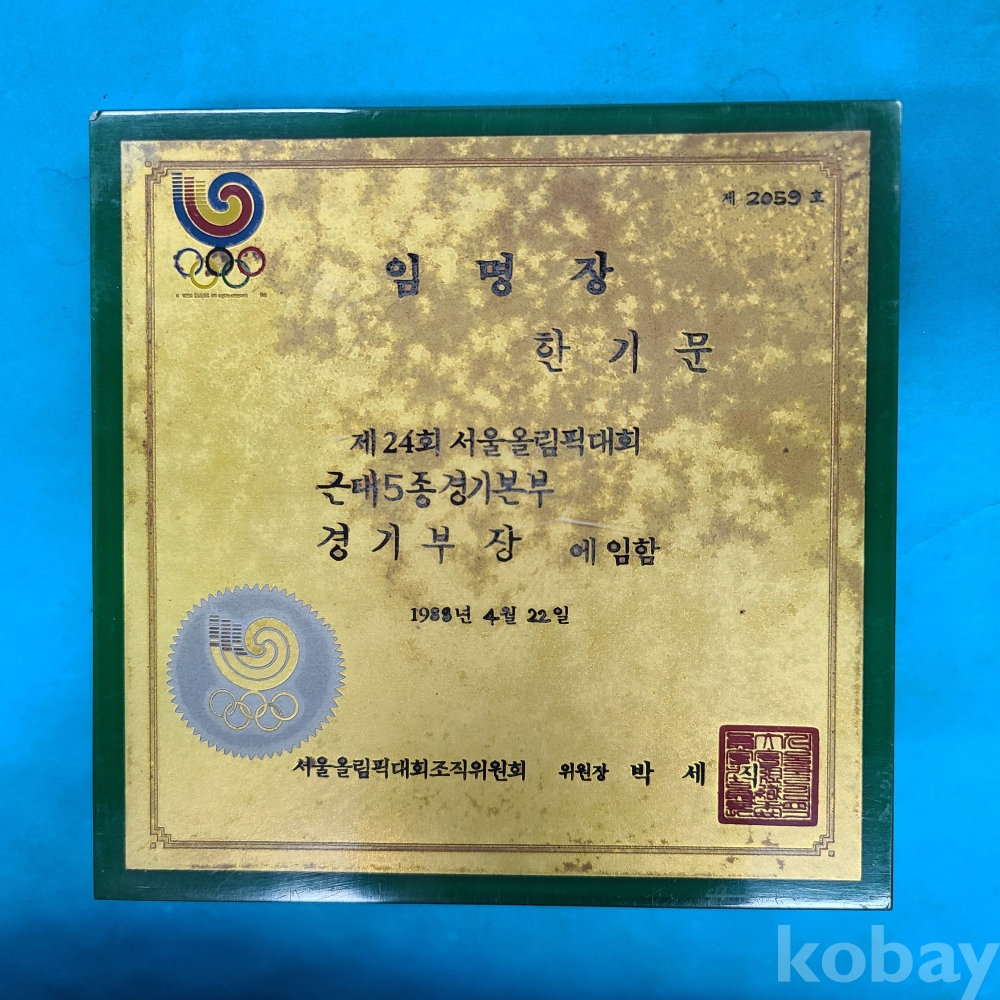 제 2059 호
임 명 장
한 기 문
제24회 서울올림픽대회
근대5종경기본부
경 기 부 장 에 임함
1988년 4월 22일
서울올림픽대회조직위원회 위원장 박 세 직
kobay